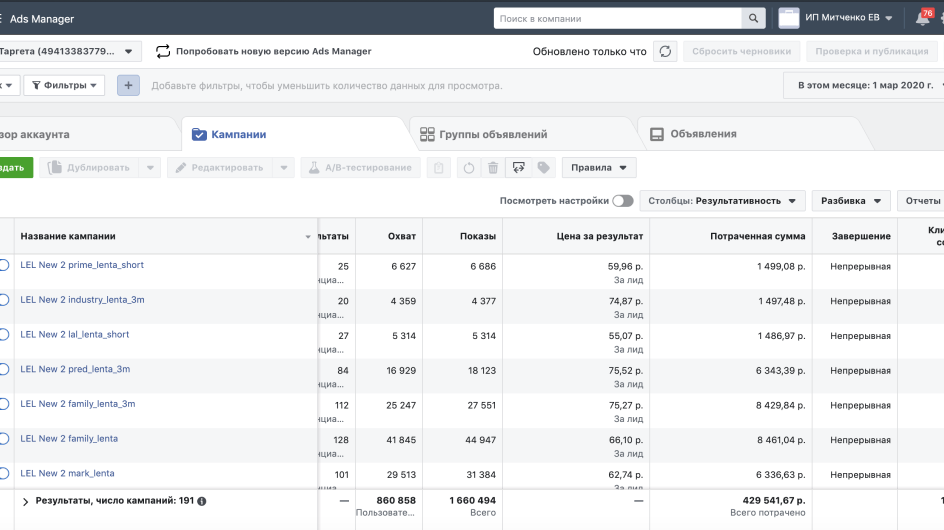 Ads Manager
Поиск в компании
ИП Митченко ЕВ
76
Таргета (49413383779...
Попробовать новую версию Ads Manager
Обновлено только что
Сбросить черновики
Проверка и публикация
Фильтры
+
Добавьте фильтры, чтобы уменьшить количество данных для просмотра.
В этом месяце: 1 мар 2020 г.
зор аккаунта
Кампании
Группы объявлений
Объявления
здать
Дублировать
Редактировать
A/B-тестирование
Правила
Посмотреть настройки
Столбцы: Результативность
Разбивка
Отчеты
Название кампании
льтаты
Охват
Показы
Цена за результат
Потраченная сумма
Завершение
Кли
со
LEL New 2 prime_lenta_short
25
6 627
6 686
59,96 р.
1 499,08 р.
Непрерывная
нциа...
За лид
LEL New 2 industry_lenta_3m
20
4 359
4 377
74,87 р.
1 497,48 р.
Непрерывная
нциа...
За лид
LEL New 2 lal_lenta_short
27
5 314
5 314
55,07 р.
1 486,97 р.
Непрерывная
нциа...
За лид
LEL New 2 pred_lenta_3m
84
16 929
18 123
75,52 р.
6 343,39 р.
Непрерывная
нциа...
За лид
LEL New 2 family_lenta_3m
112
25 247
27 551
75,27 р.
8 429,84 р.
Непрерывная
нциа...
За лид
LEL New 2 family_lenta
128
41 845
44 947
66,10 р.
8 461,04 р.
Непрерывная
нциа...
За лид
LEL New 2 mark_lenta
101
29 513
31 384
62,74 р.
6 336,63 р.
Непрерывная
нциа...
За лид
Результаты, число кампаний: 191
—
860 858
1 660 494
—
429 541,67 р.
Пользовате...
Всего
Всего потрачено